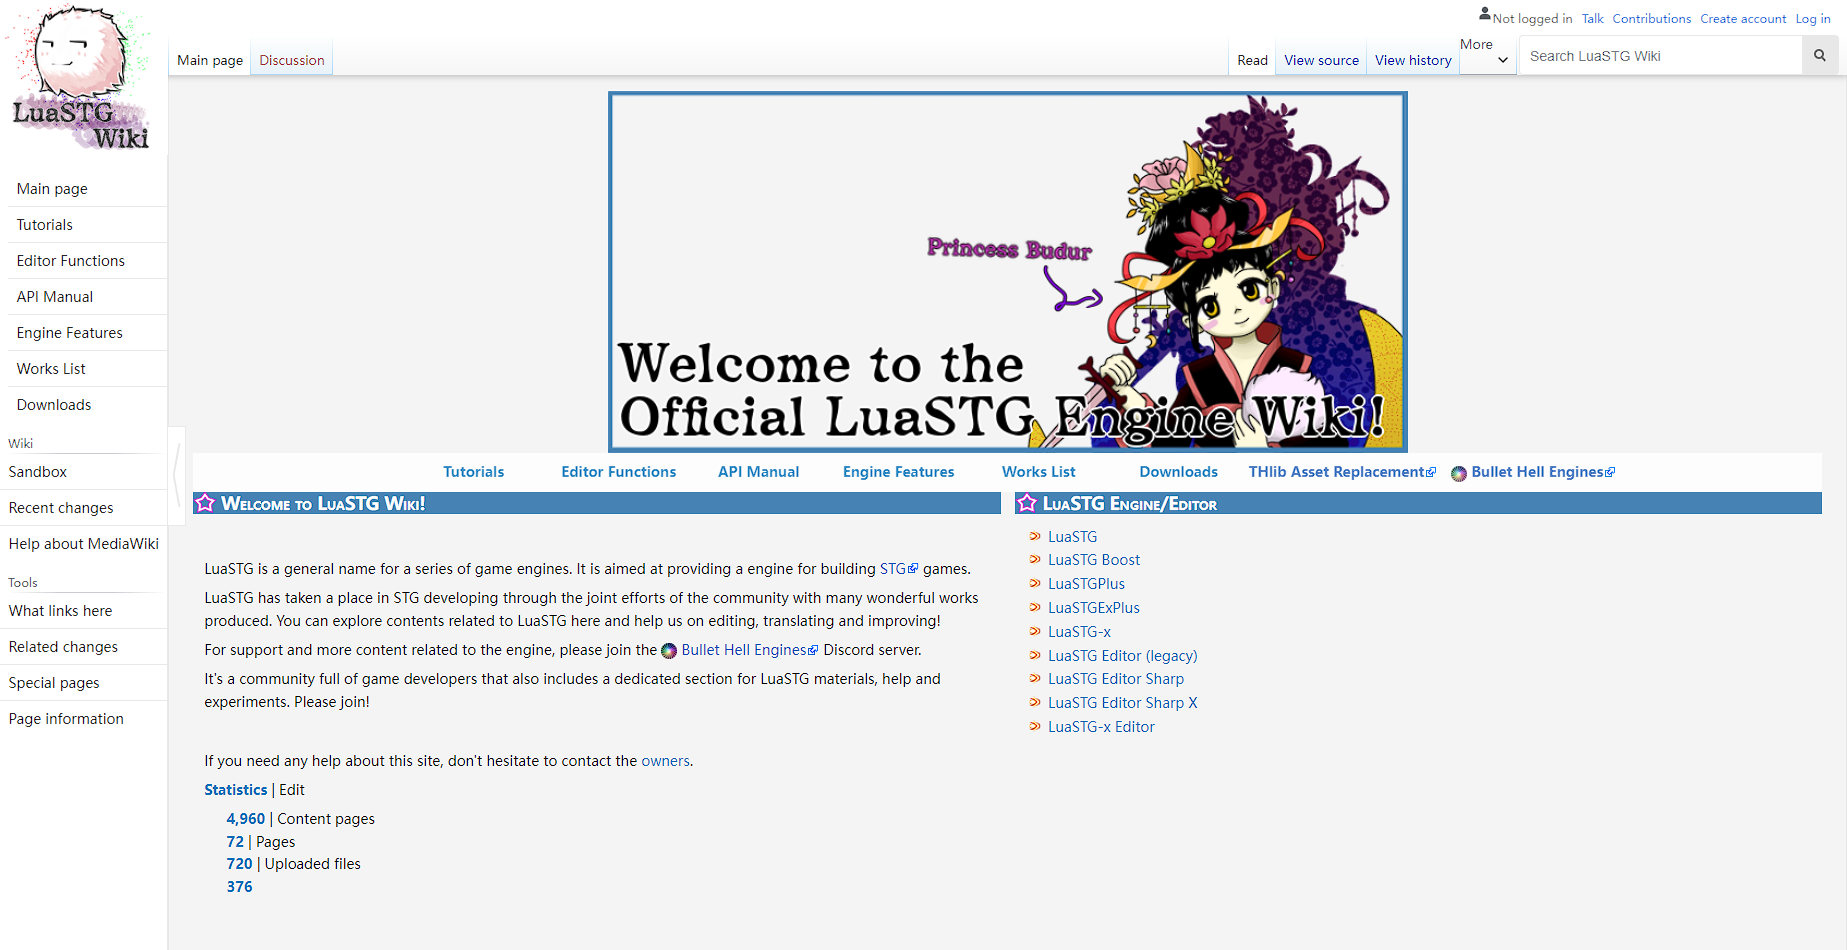 LuaSTG
Wiki
Not logged in Talk Contributions Create account Log in
Main page Discussion
Read View source View history More
Search LuaSTG Wiki
Main page
Tutorials
Editor Functions
API Manual
Engine Features
Works List
Downloads
Wiki
Sandbox
Recent changes
Help about MediaWiki
Tools
What links here
Related changes
Special pages
Page information
Princess Budur
Welcome to the
Official LuaSTG Engine Wiki!
Tutorials Editor Functions API Manual Engine Features Works List Downloads THlib Asset Replacement Bullet Hell Engines
Welcome to LuaSTG Wiki!
LuaSTG is a general name for a series of game engines. It is aimed at providing a engine for building STG games.
LuaSTG has taken a place in STG developing through the joint efforts of the community with many wonderful works
produced. You can explore contents related to LuaSTG here and help us on editing, translating and improving!
For support and more content related to the engine, please join the Bullet Hell Engines Discord server.
It's a community full of game developers that also includes a dedicated section for LuaSTG materials, help and
experiments. Please join!
If you need any help about this site, don't hesitate to contact the owners.
Statistics | Edit
4,960 | Content pages
72 | Pages
720 | Uploaded files
376
LuaSTG Engine/Editor
LuaSTG
LuaSTG Boost
LuaSTGPlus
LuaSTGExPlus
LuaSTG-x
LuaSTG Editor (legacy)
LuaSTG Editor Sharp
LuaSTG Editor Sharp X
LuaSTG-x Editor